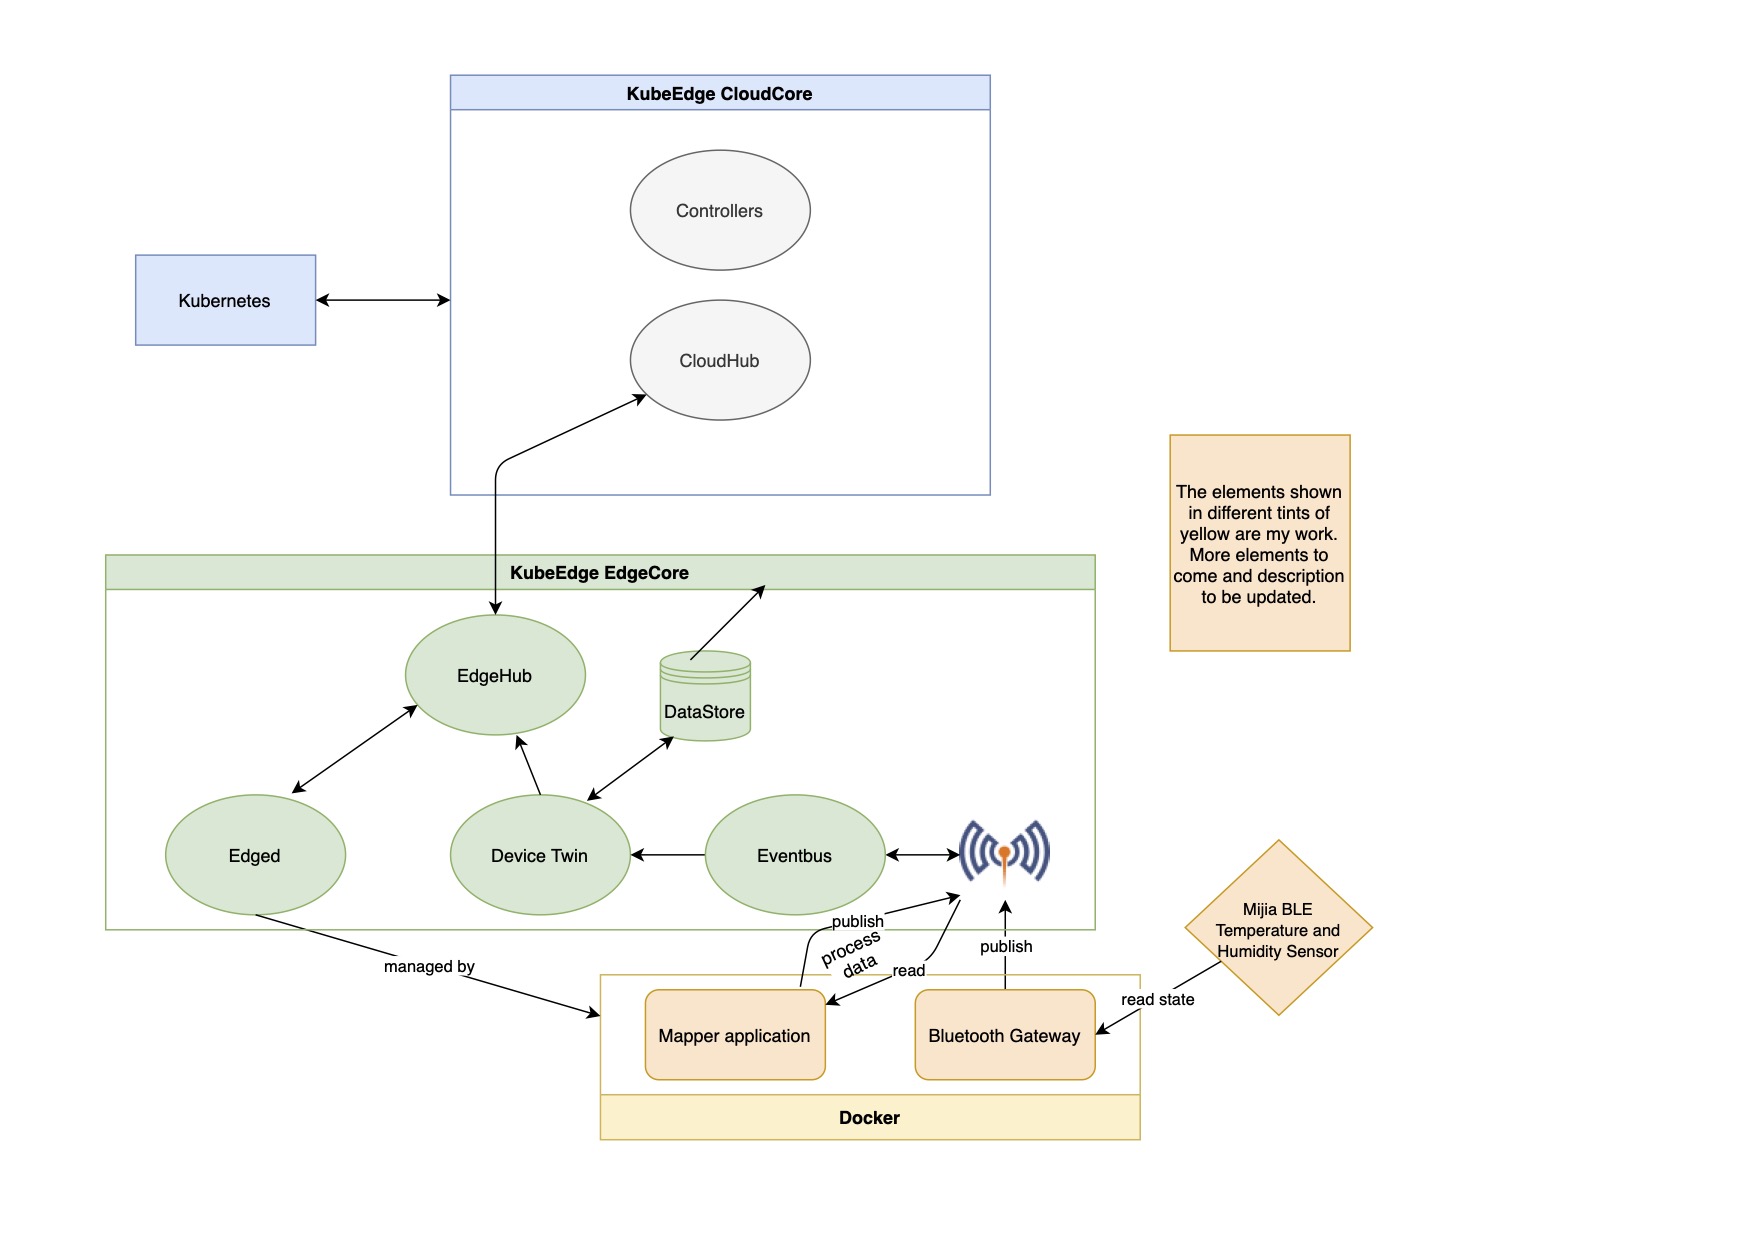 KubeEdge CloudCore
Controllers
Kubernetes
CloudHub
The elements shown
in different tints of
yellow are my work.
More elements to
come and description
to be updated.
KubeEdge EdgeCore
EdgeHub
DataStore
Edged
Device Twin
Eventbus
publish
process
data
read
publish
managed by
Mijia BLE
Temperature and
Humidity Sensor
read state
Mapper application
Bluetooth Gateway
Docker